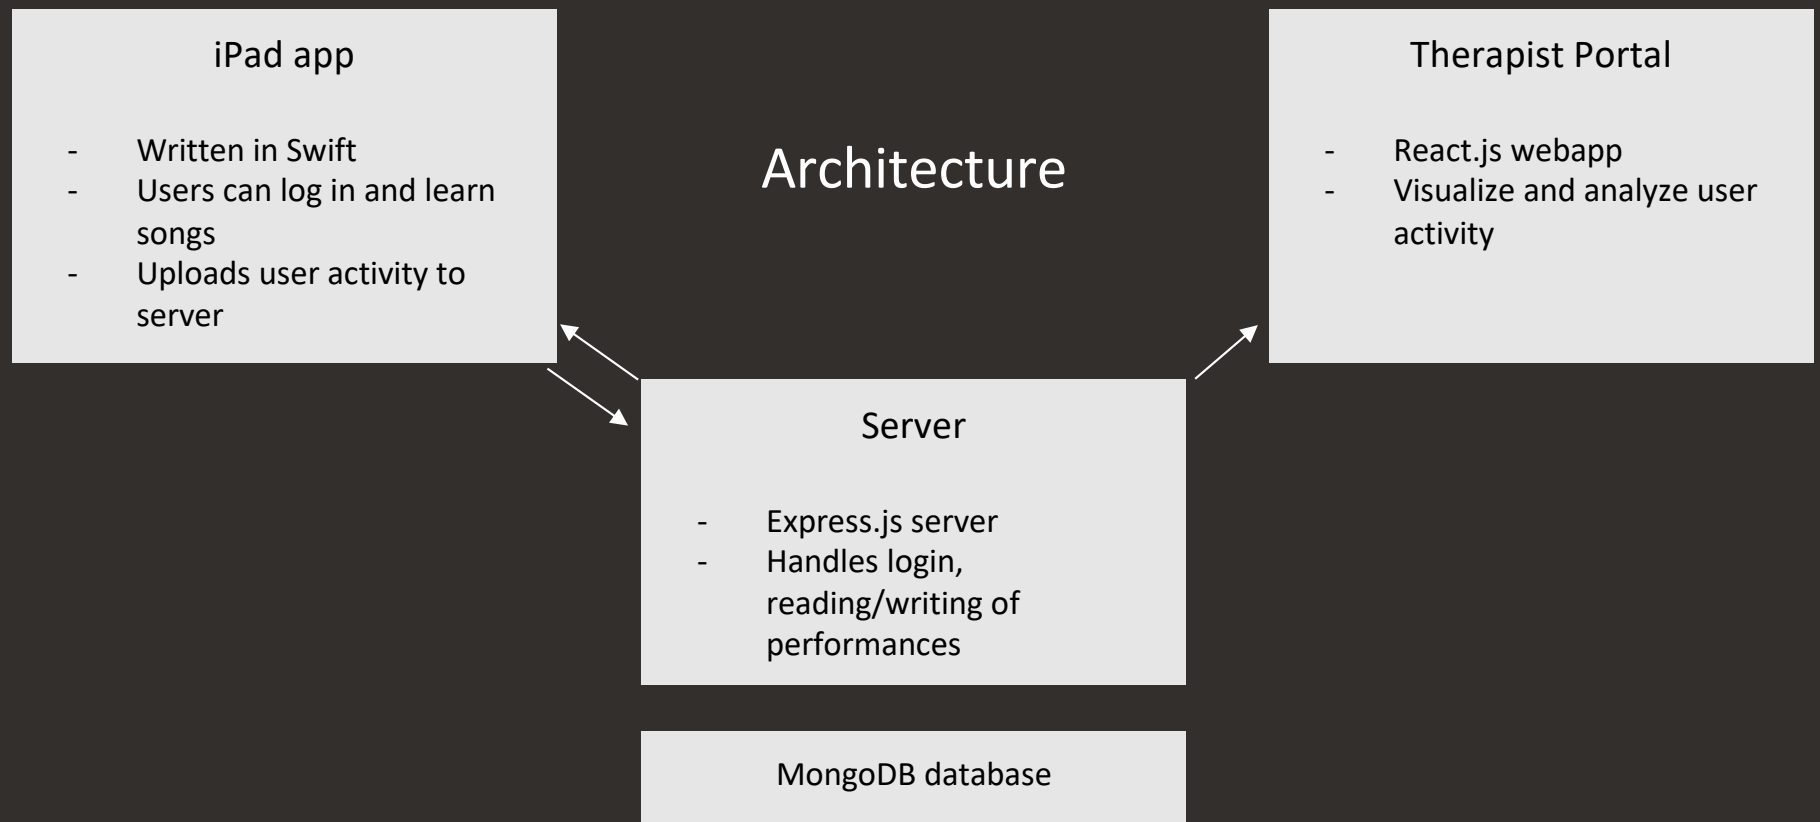 iPad app
- Written in Swift
- Users can log in and learn
songs
- Uploads user activity to
server
Architecture
Therapist Portal
- React.js webapp
- Visualize and analyze user
activity
Server
- Express.js server
- Handles login,
reading/writing of
performances
MongoDB database